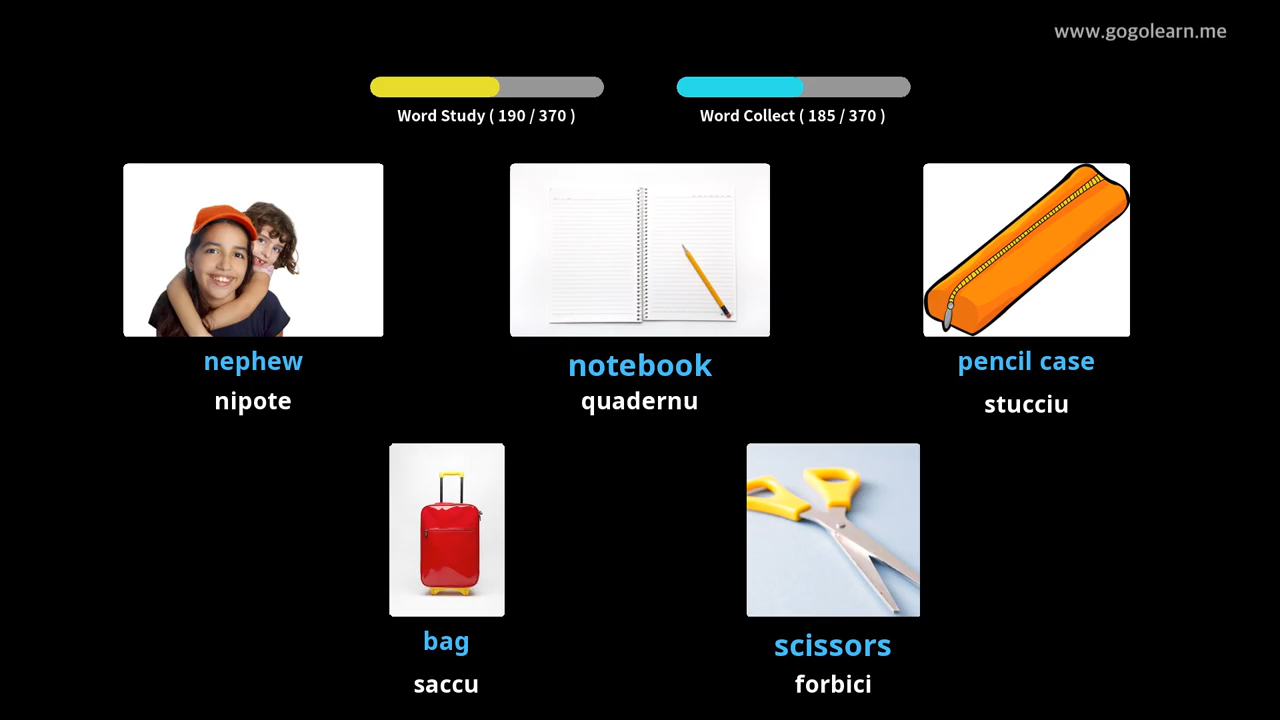 www.gogolearn.me
Word Study ( 190 / 370 )
Word Collect ( 185 / 370 )
nephew
nipote
notebook
quadernu
pencil case
stucciu
bag
saccu
scissors
forbici